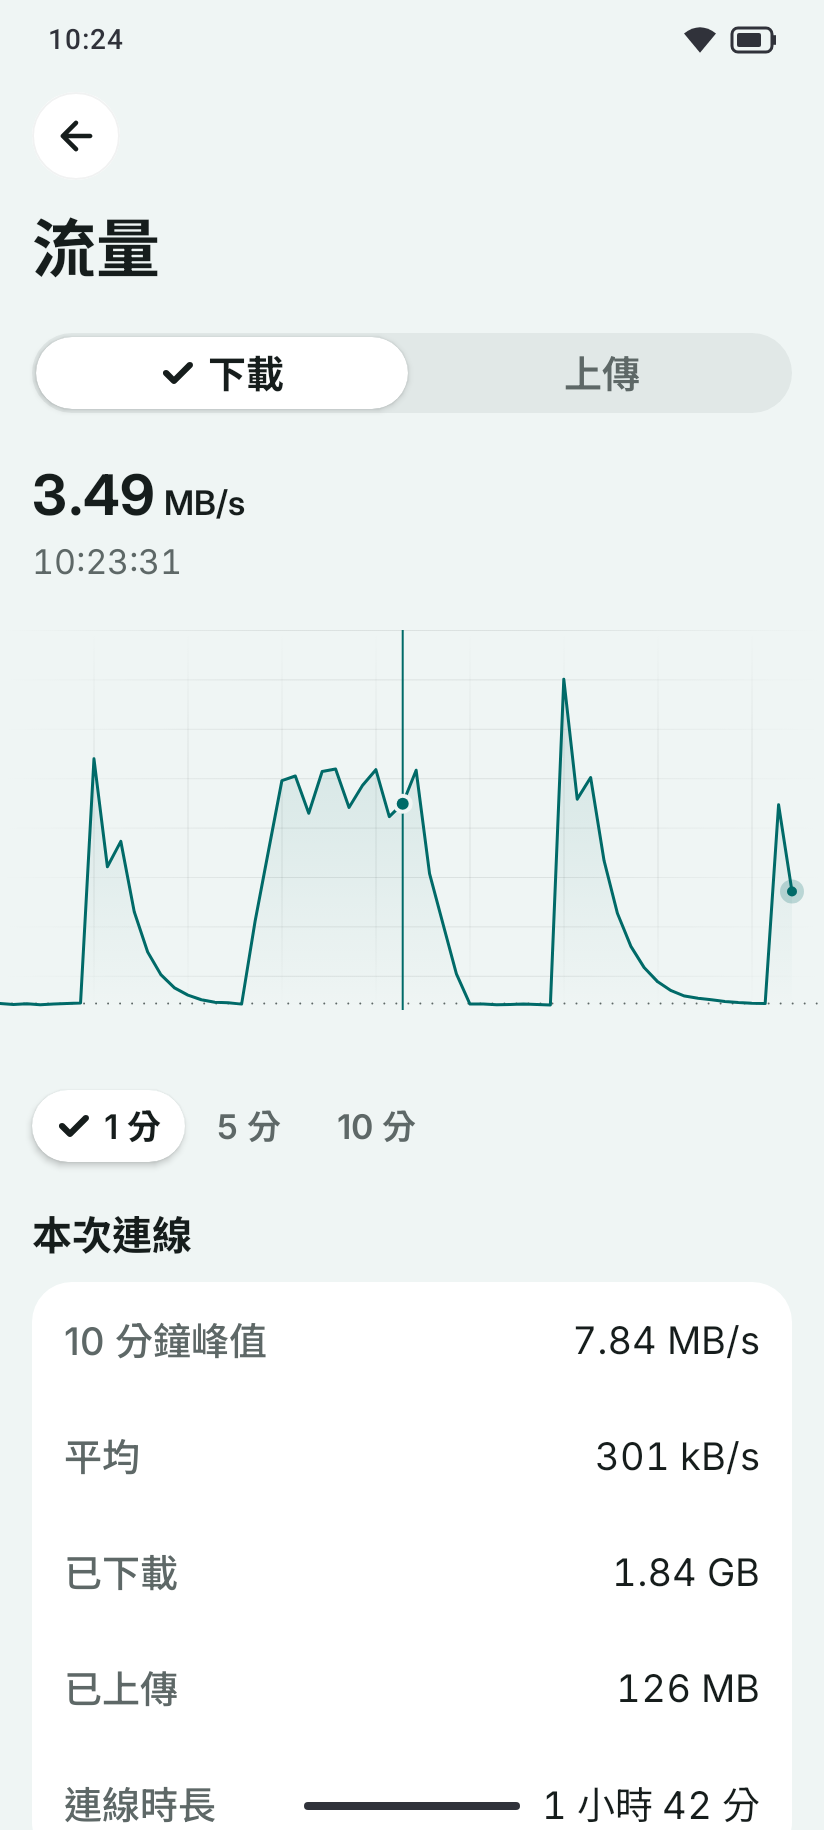 10:24
流量
下載
上傳
3.49 MB/s
10:23:31
1 分
5 分
10 分
本次連線
10 分鐘峰值
7.84 MB/s
平均
301 kB/s
已下載
1.84 GB
已上傳
126 MB
連線時長
1 小時 42 分